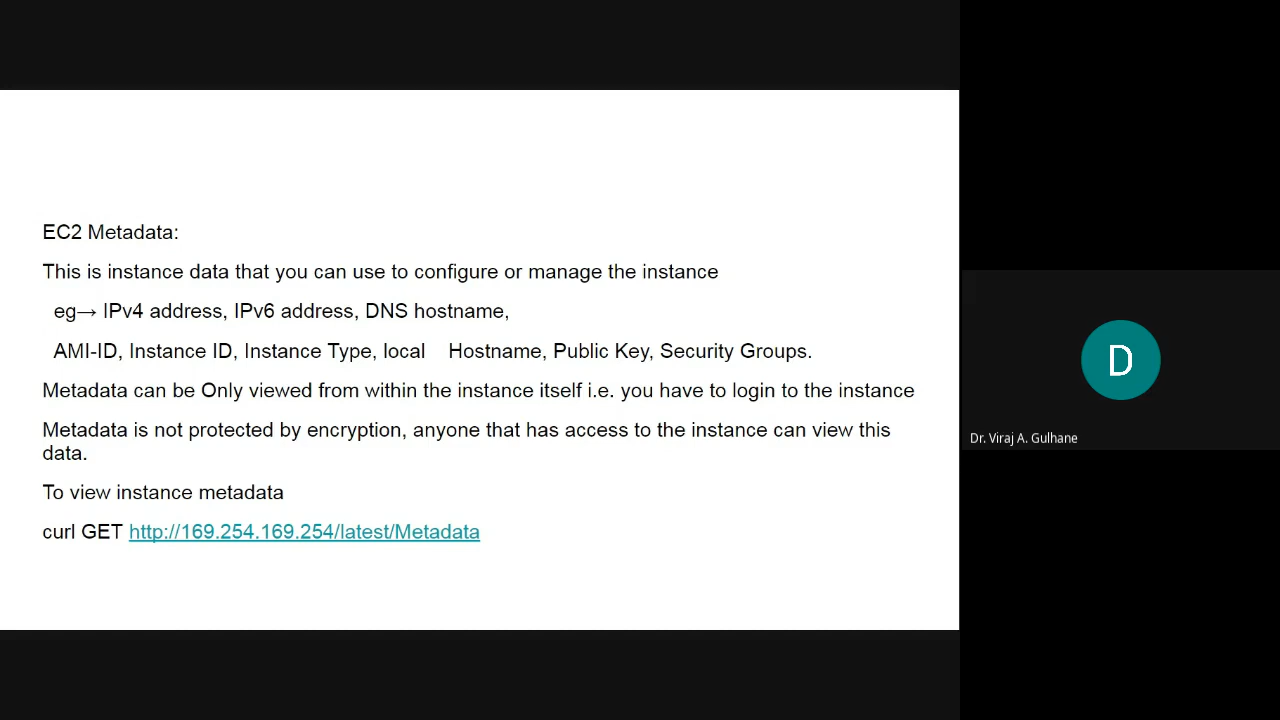 EC2 Metadata:
This is instance data that you can use to configure or manage the instance
eg→ IPv4 address, IPv6 address, DNS hostname,
AMI-ID, Instance ID, Instance Type, local    Hostname, Public Key, Security Groups.
Metadata can be Only viewed from within the instance itself i.e. you have to login to the instance
Metadata is not protected by encryption, anyone that has access to the instance can view this
data.
To view instance metadata
curl GET http://169.254.169.254/latest/Metadata
D
Dr. Viraj A. Gulhane